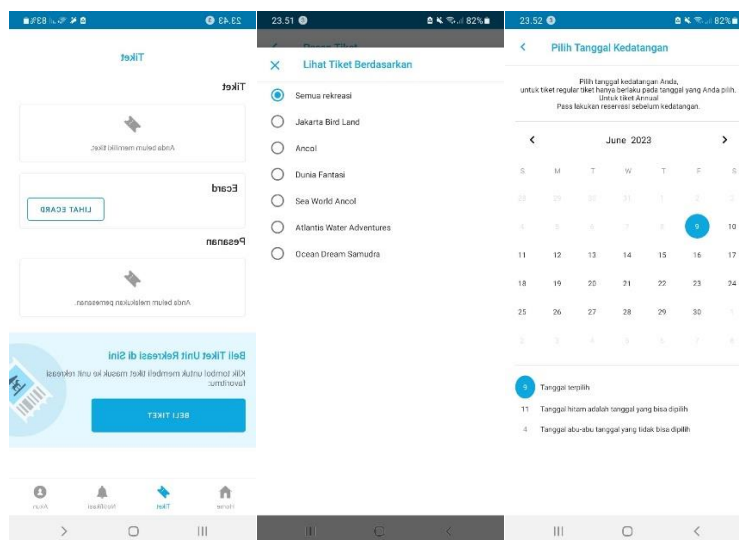 23.43
83%
Tiket
Tiket
Anda belum memiliki tiket.
Ecard
LIHAT ECARD
Pesanan
Anda belum melakukan pemesanan.
Beli Tiket Unit Rekreasi di Sini
Klik tombol untuk membeli tiket masuk ke unit rekreasi
favoritmu:
BELI TIKET
Home
Tiket
Notifikasi
Akun
23.51
82%
Pesan Tiket
Lihat Tiket Berdasarkan
Semua rekreasi
Jakarta Bird Land
Ancol
Dunia Fantasi
Sea World Ancol
Atlantis Water Adventures
Ocean Dream Samudra
23.52
82%
Pilih Tanggal Kedatangan
Pilih tanggal kedatangan Anda,
untuk tiket regular tiket hanya berlaku pada tanggal yang Anda pilih.
Untuk tiket Annual
Pass lakukan reservasi sebelum kedatangan.
June 2023
S M T W T F S
28 29 30 31 1 2 3
4 5 6 7 8 9 10
11 12 13 14 15 16 17
18 19 20 21 22 23 24
25 26 27 28 29 30 1
2 3 4 5 6 7 8
9 Tanggal terpilih
11 Tanggal hitam adalah tanggal yang bisa dipilih
4 Tanggal abu-abu tanggal yang tidak bisa dipilih